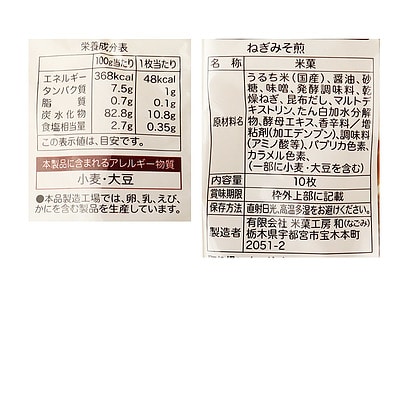 栄養成分表
100g当たり 1枚当たり
エネルギー 368kcal 48kcal
タンパク質 7.5g 1g
脂質 0.7g 0.1g
炭水化物 82.8g 10.8g
食塩相当量 2.7g 0.35g
この表示値は、目安です。
本製品に含まれるアレルギー物質
小麦・大豆
●本品製造工場では、卵、乳、えび、
かにを含む製品を生産しています。
ねぎみそ煎
名称 米菓
原材料名
うるち米(国産)、醤油、砂
糖、味噌、発酵調味料、乾
燥ねぎ、昆布だし、マルトデ
キストリン、たん白加水分解
物、酵母エキス、香辛料／増
粘剤(加工デンプン)、調味料
(アミノ酸等)、パプリカ色素、
カラメル色素、
(一部に小麦・大豆を含む)
内容量 10枚
賞味期限 枠外上部に記載
保存方法 直射日光、高温多湿をお避けください。
製造者
有限会社 米菓工房 和(なごみ)
栃木県宇都宮市宝木本町
2051-2